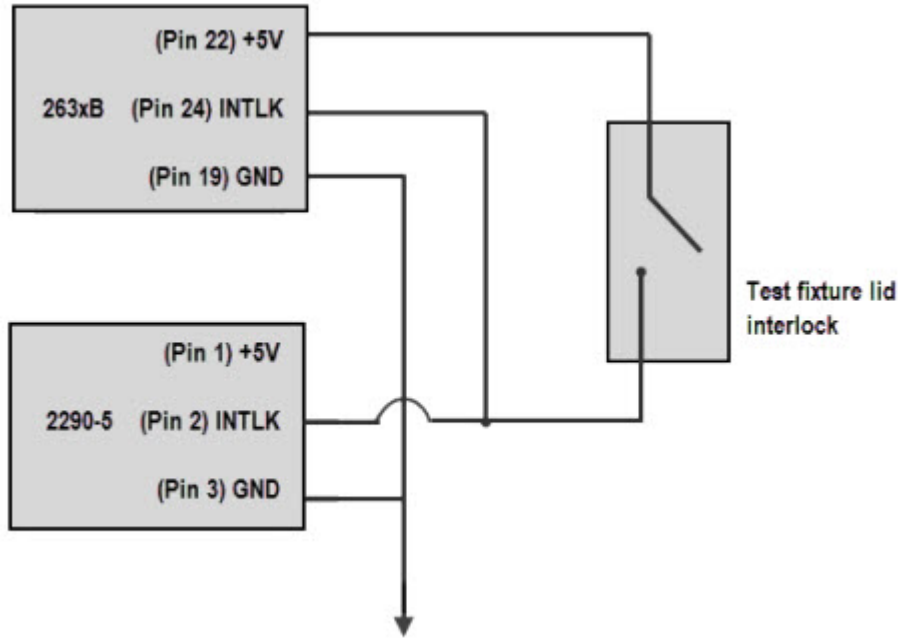 (Pin 22) +5V
263xB (Pin 24) INTLK
(Pin 19) GND
Test fixture lid
interlock
(Pin 1) +5V
2290-5 (Pin 2) INTLK
(Pin 3) GND